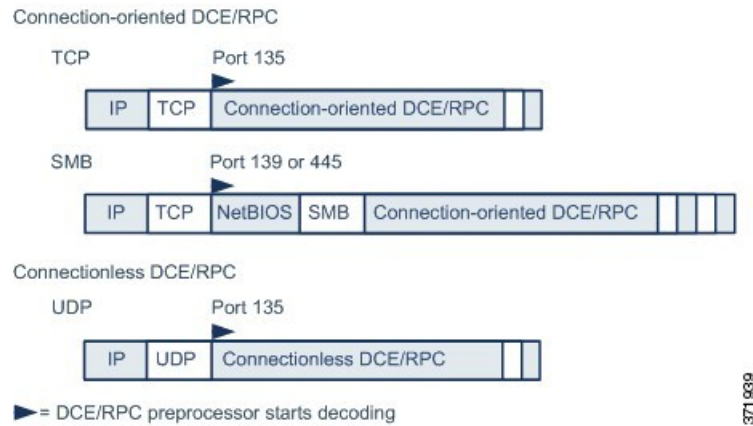 Connection-oriented DCE/RPC
TCP Port 135
IP TCP Connection-oriented DCE/RPC
SMB Port 139 or 445
IP TCP NetBIOS SMB Connection-oriented DCE/RPC
Connectionless DCE/RPC
UDP Port 135
IP UDP Connectionless DCE/RPC
= DCE/RPC preprocessor starts decoding
371939